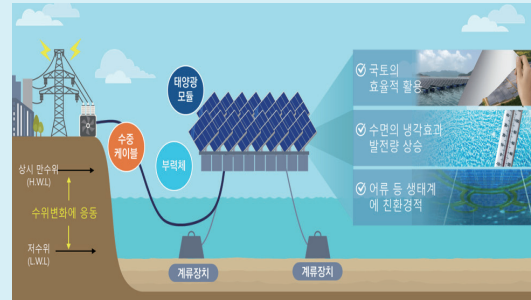 태양광
모듈
수중
케이블
부력체
상시 만수위
(H.W.L)
수위변화에 응동
저수위
(L.W.L)
계류장치
계류장치
국토의
효율적 활용
수면의 냉각효과
발전량 상승
어류 등 생태계
에 친환경적